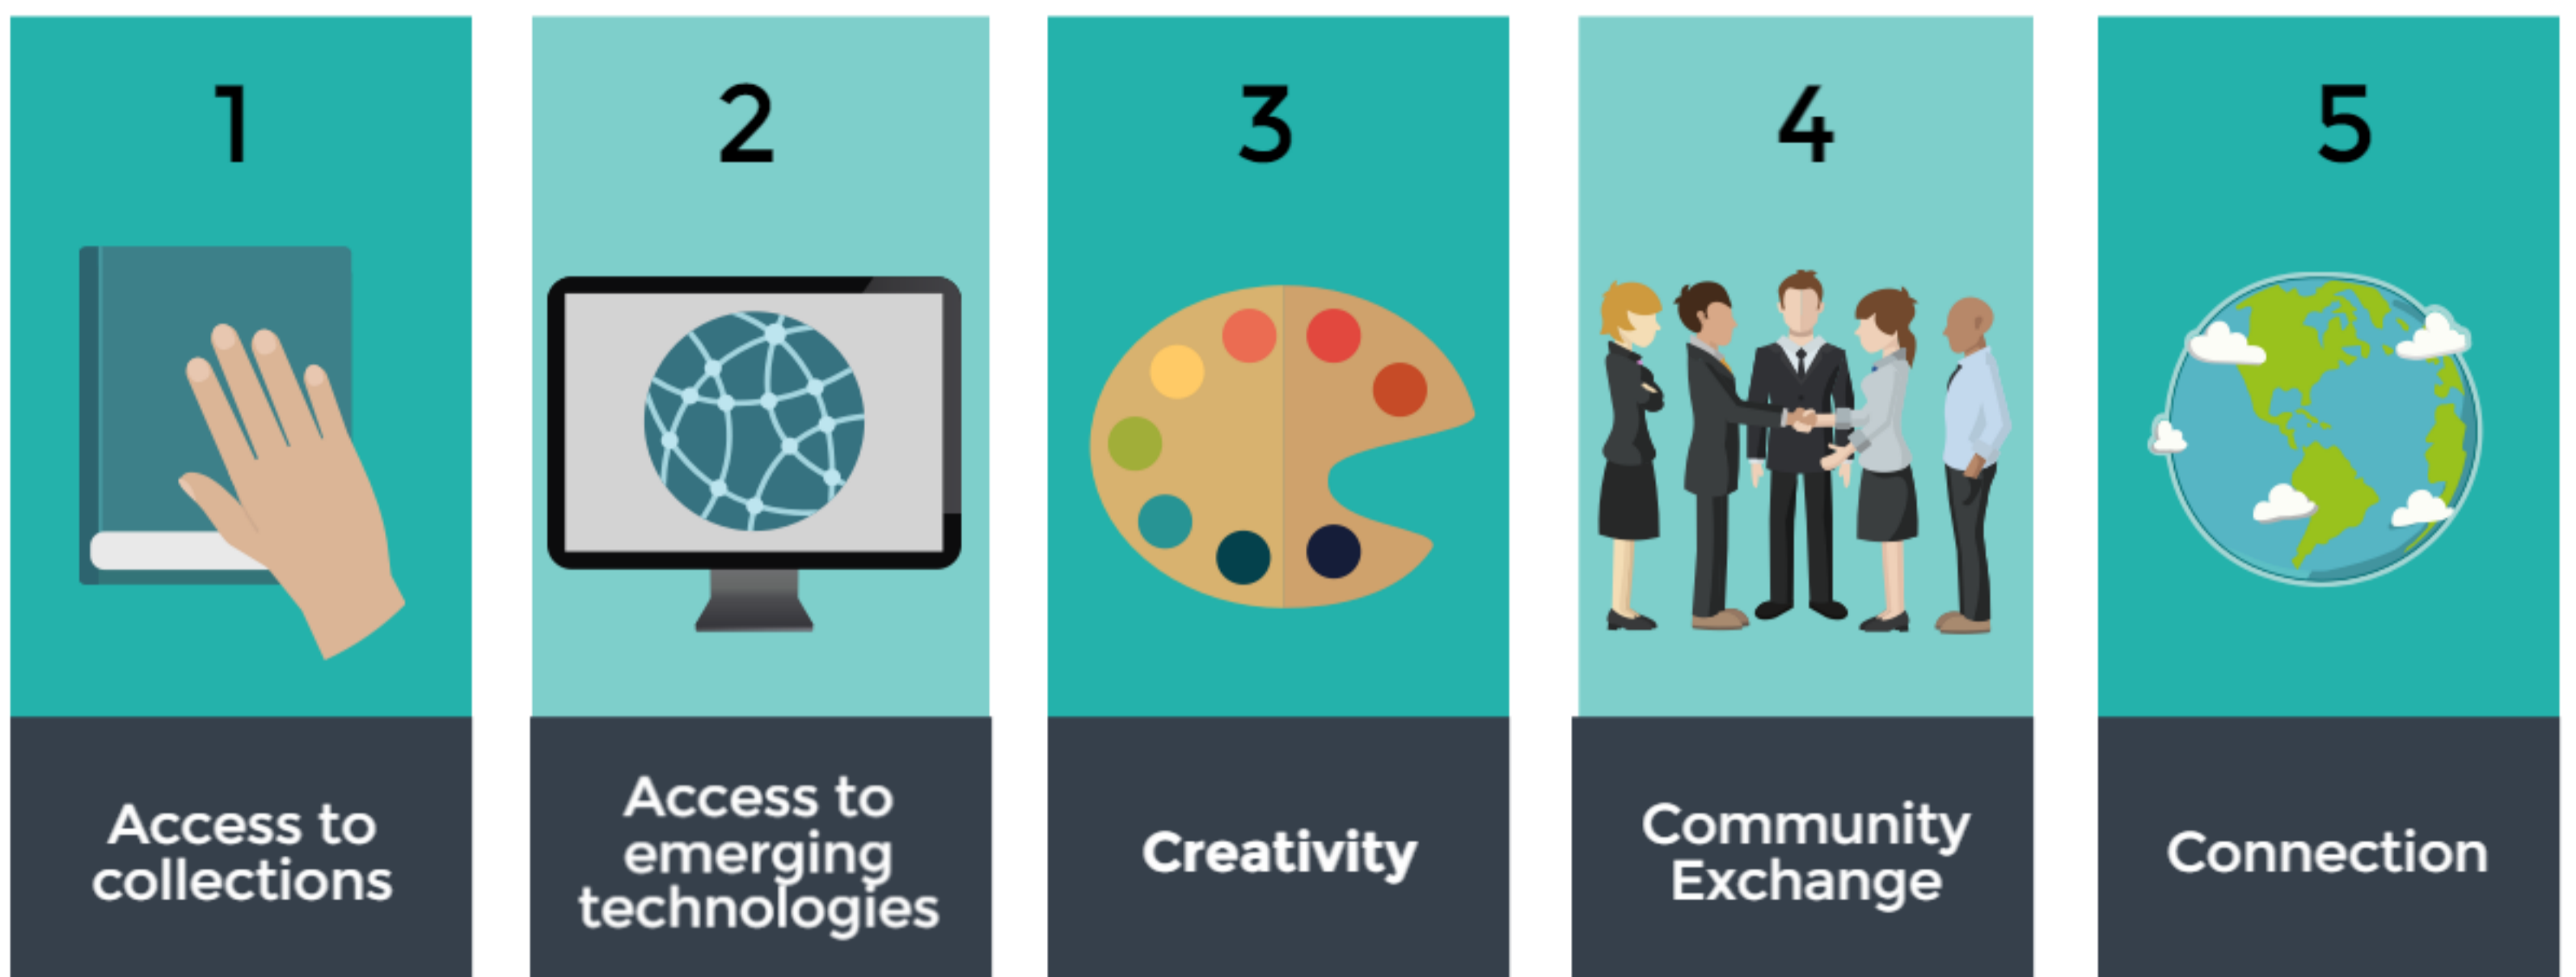 1
Access to
collections
2
Access to
emerging
technologies
3
Creativity
4
Community
Exchange
5
Connection